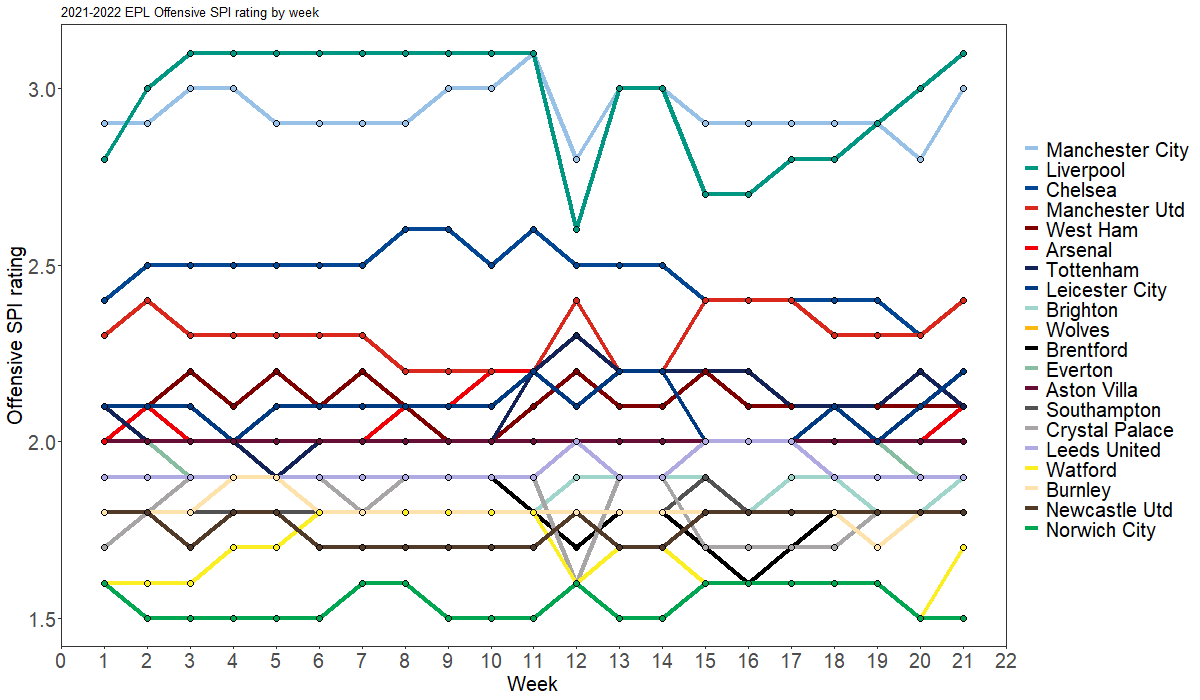 2021-2022 EPL Offensive SPI rating by week
3.0
2.5
2.0
1.5
Offensive SPI rating
0 1 2 3 4 5 6 7 8 9 10 11 12 13 14 15 16 17 18 19 20 21 22
Week
Manchester City
Liverpool
Chelsea
Manchester Utd
West Ham
Arsenal
Tottenham
Leicester City
Brighton
Wolves
Brentford
Everton
Aston Villa
Southampton
Crystal Palace
Leeds United
Watford
Burnley
Newcastle Utd
Norwich City